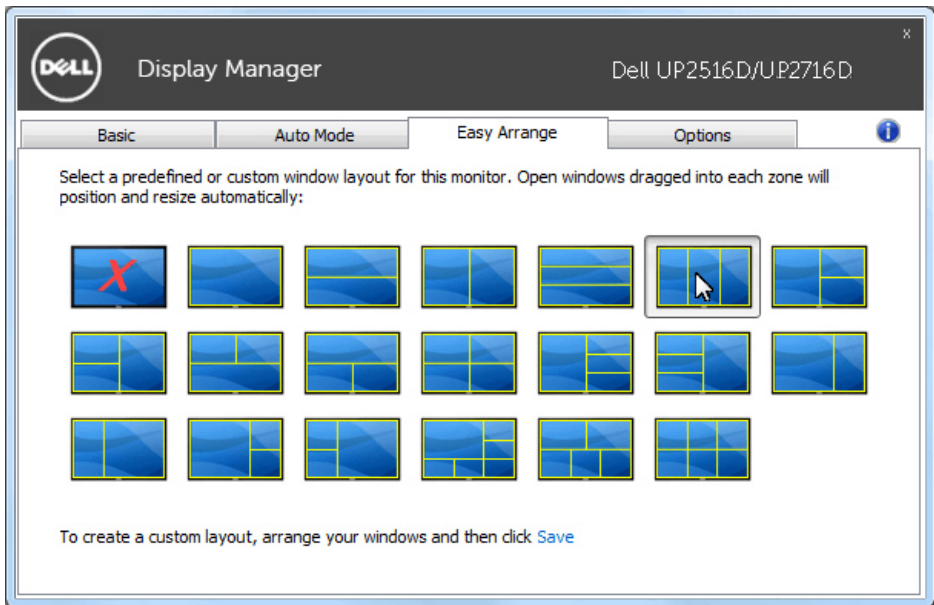 DELL
Display Manager
Dell UP2516D/UP2716D
x
Basic
Auto Mode
Easy Arrange
Options
i
Select a predefined or custom window layout for this monitor. Open windows dragged into each zone will
position and resize automatically:
X
To create a custom layout, arrange your windows and then click Save